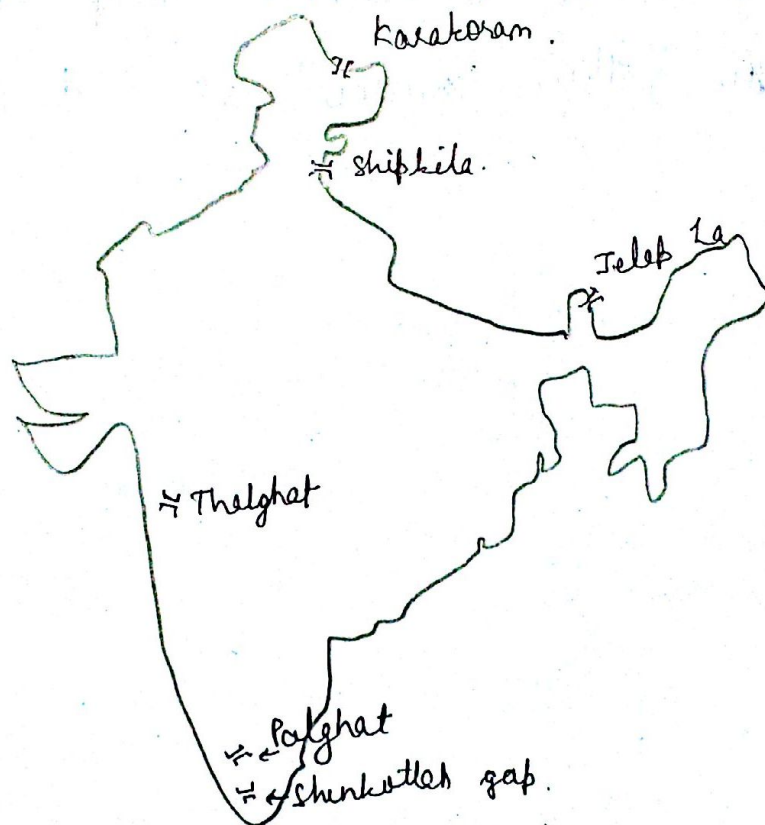 Karakoram.
Shipkila.
Jelep La
Thalghat
Palghat
Shenkottah gap.